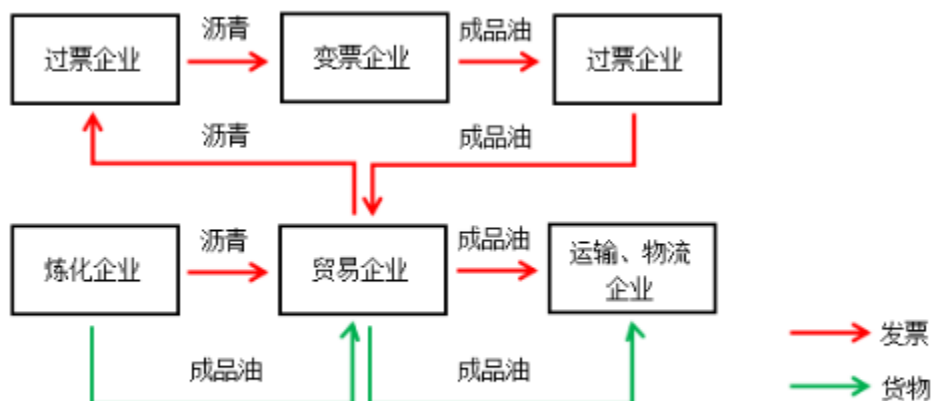 沥青
成品油
过票企业
变票企业
过票企业
沥青
成品油
沥青
成品油
炼化企业
贸易企业
运输、物流
企业
发票
成品油
成品油
货物